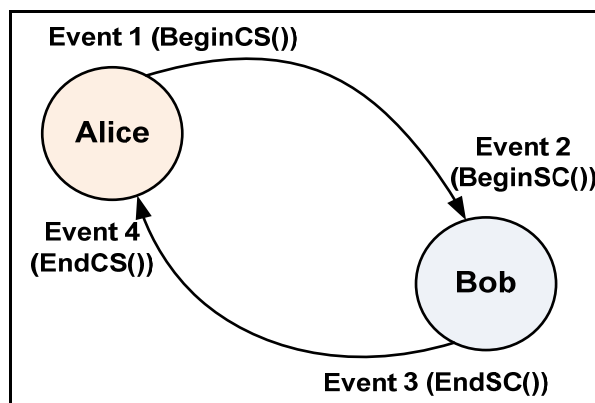 Event 1 (BeginCS())
Alice
Event 2
(BeginSC())
Event 4
(EndCS())
Bob
Event 3 (EndSC())